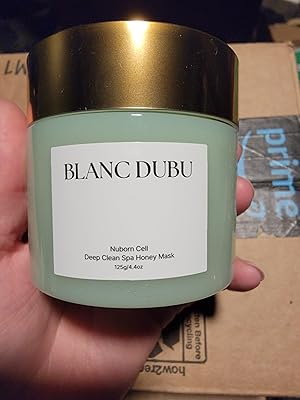 BLANC DUBU
Nuborn Cell
Deep Clean Spa Honey Mask
125g/4.4oz
prime